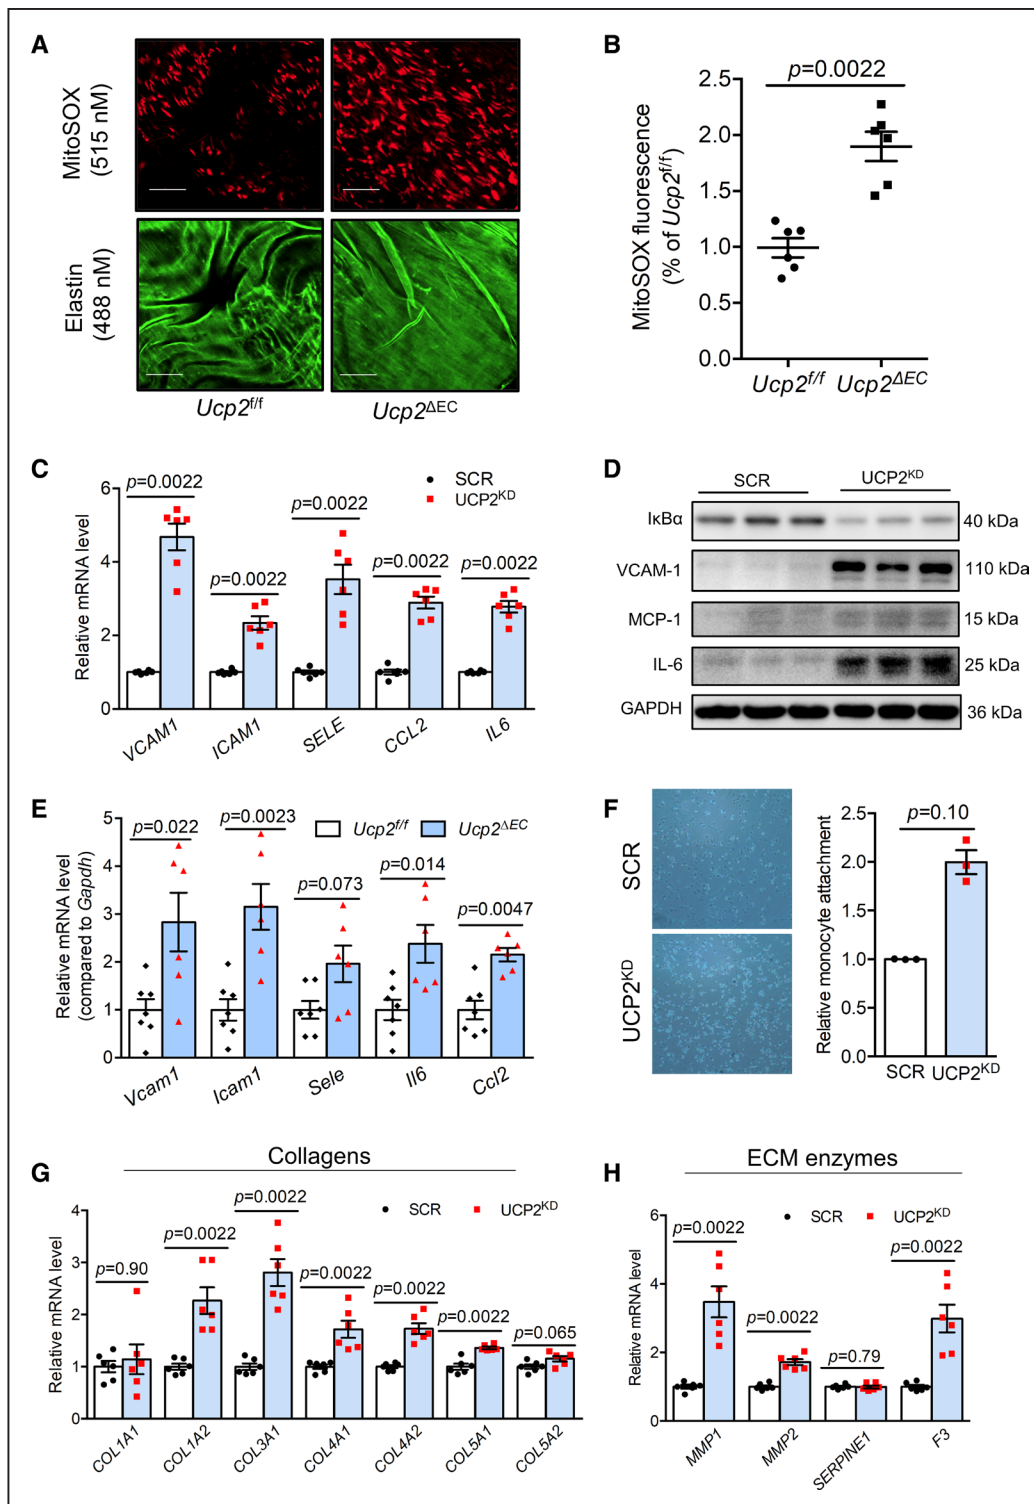 A
MitoSOX
(515 nM)
Elastin
(488 nM)
Ucp2f/f
Ucp2ΔEC
B
p=0.0022
MitoSOX fluorescence
(% of Ucp2f/f)
2.5
2.0
1.5
1.0
0.5
0.0
Ucp2f/f
Ucp2ΔEC
C
SCR
UCP2KD
Relative mRNA level
6
4
2
0
p=0.0022
p=0.0022
p=0.0022
p=0.0022
p=0.0022
VCAM1
ICAM1
SELE
CCL2
IL6
D
SCR
UCP2KD
IκBα
40 kDa
VCAM-1
110 kDa
MCP-1
15 kDa
IL-6
25 kDa
GAPDH
36 kDa
E
Ucp2f/f
Ucp2ΔEC
Relative mRNA level
(compared to Gapdh)
5
4
3
2
1
0
p=0.022
p=0.0023
p=0.073
p=0.014
p=0.0047
Vcam1
Icam1
Sele
Il6
Ccl2
F
SCR
UCP2KD
Relative monocyte attachment
2.5
2.0
1.5
1.0
0.5
0.0
p=0.10
SCR
UCP2KD
G
Collagens
SCR
UCP2KD
Relative mRNA level
4
3
2
1
0
p=0.90
p=0.0022
p=0.0022
p=0.0022
p=0.0022
p=0.0022
p=0.065
COL1A1
COL1A2
COL3A1
COL4A1
COL4A2
COL5A1
COL5A2
H
ECM enzymes
SCR
UCP2KD
Relative mRNA level
6
4
2
0
p=0.0022
p=0.0022
p=0.79
p=0.0022
MMP1
MMP2
SERPINE1
F3